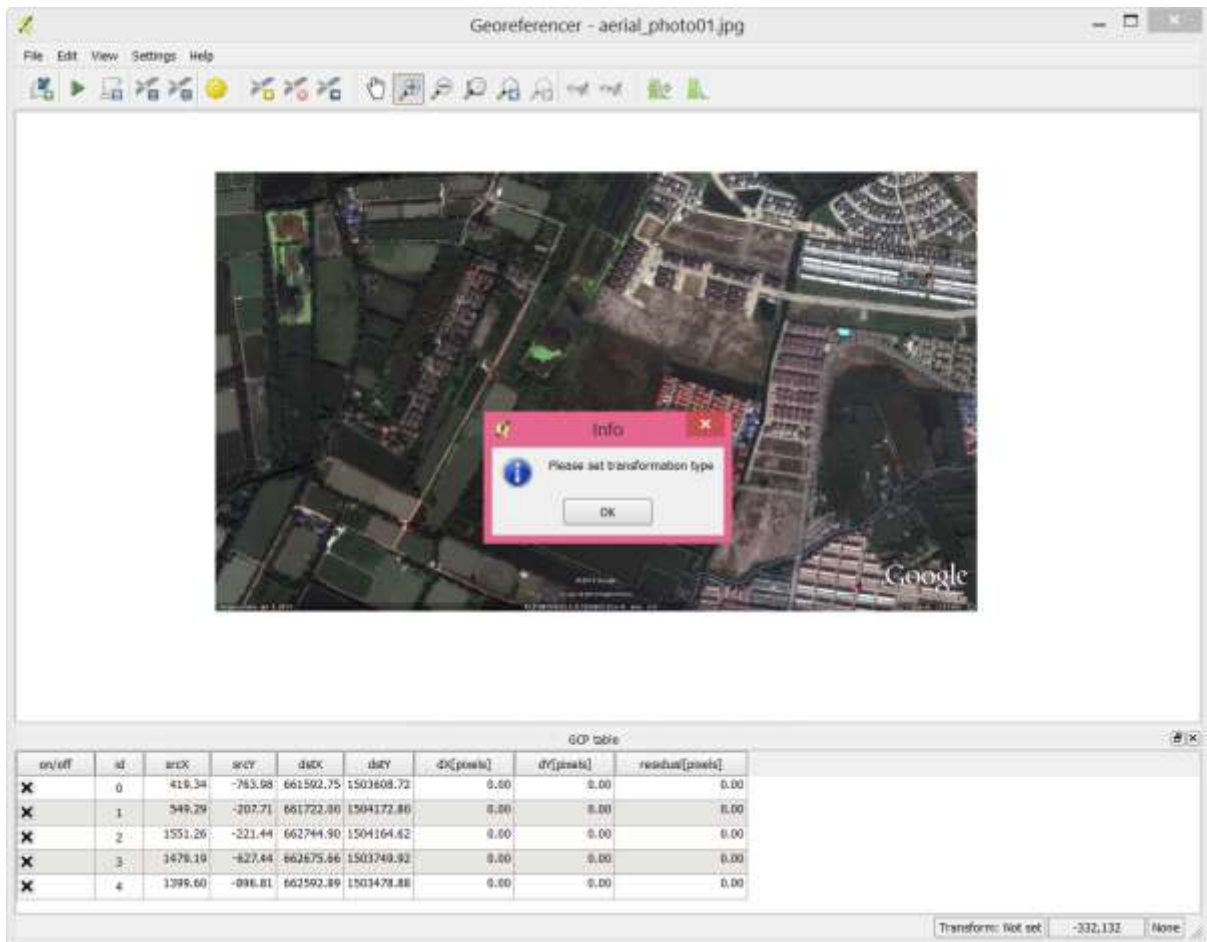 Georeferencer - aerial_photo01.jpg
File Edit View Settings Help
Info
Please set transformation type
OK
Google
GCP table
on/off id srcX srcY dstX dstY dX[pixels] dY[pixels] residual[pixels]
0 419.34 -763.98 661592.75 1503608.72 0.00 0.00 0.00
1 549.29 -207.71 661722.00 1504172.80 0.00 0.00 0.00
2 1551.26 -221.44 662744.90 1504164.62 0.00 0.00 0.00
3 1479.19 -627.44 662675.66 1503749.92 0.00 0.00 0.00
4 1399.60 -896.81 662592.89 1503478.88 0.00 0.00 0.00
Transform: Not set -332,132 None